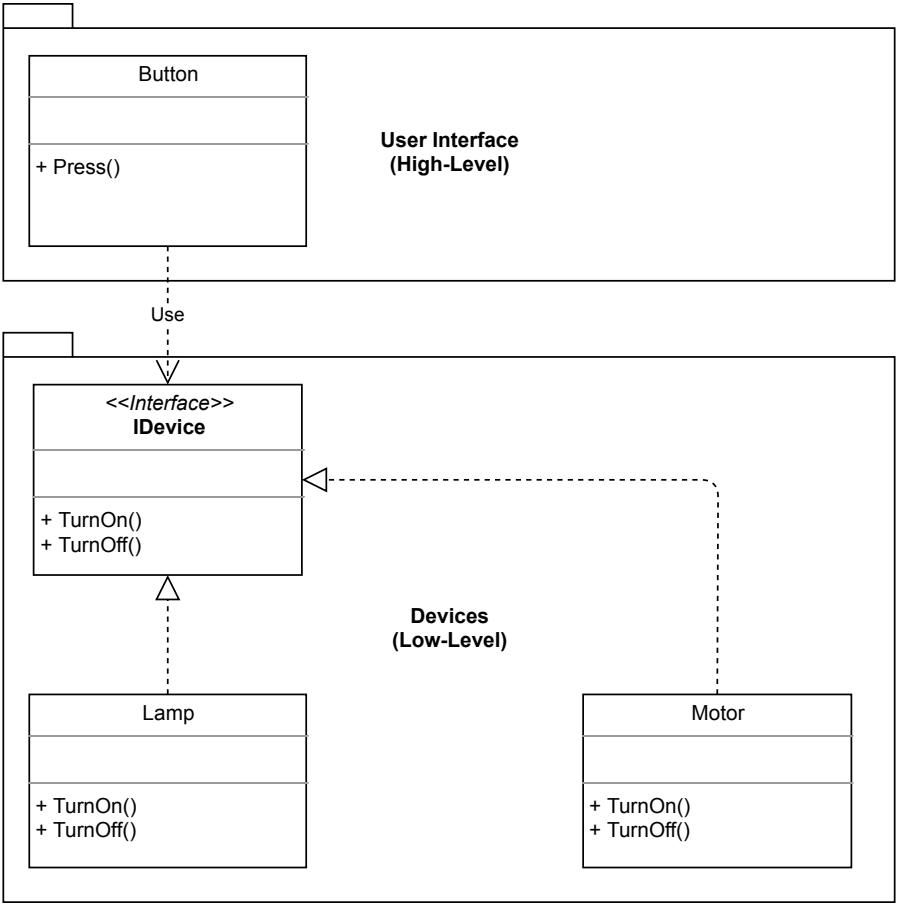 Button
+ Press()
User Interface
(High-Level)
Use
<<Interface>>
IDevice
+ TurnOn()
+ TurnOff()
Devices
(Low-Level)
Lamp
+ TurnOn()
+ TurnOff()
Motor
+ TurnOn()
+ TurnOff()